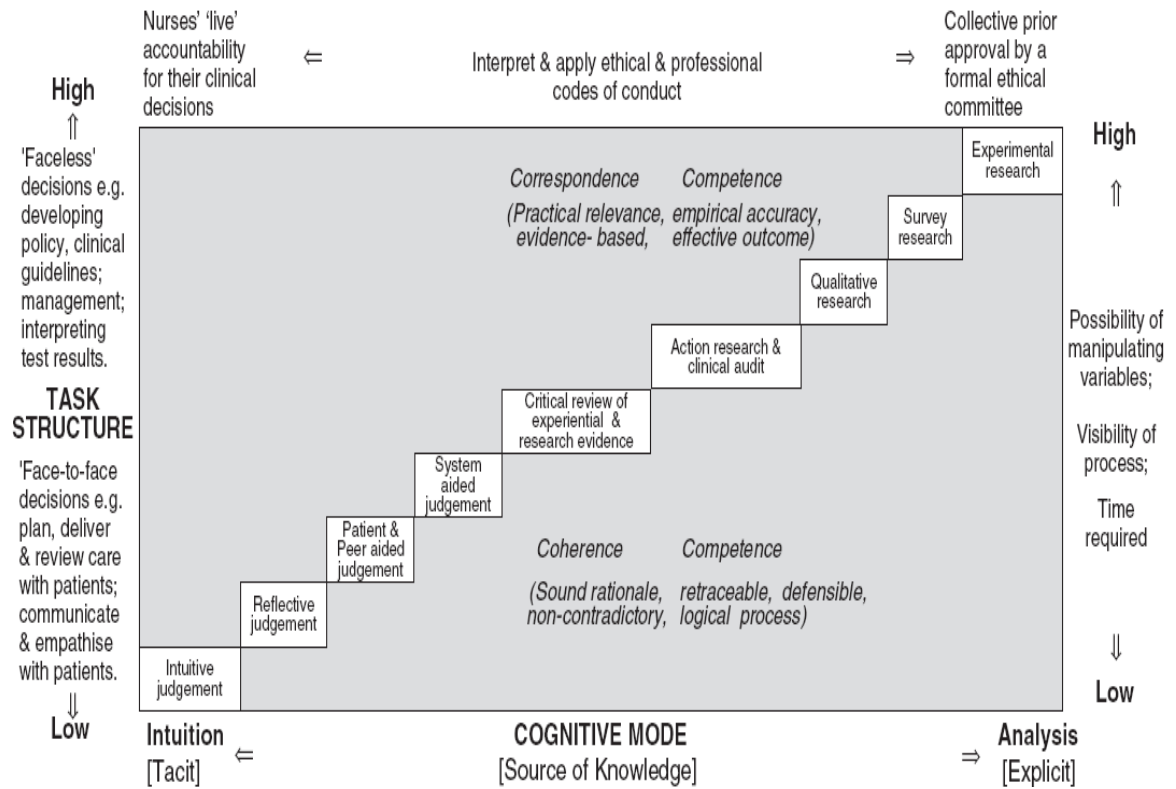 Nurses' 'live'
accountability
for their clinical
decisions
⇐
Interpret & apply ethical & professional
codes of conduct
⇒
Collective prior
approval by a
formal ethical
committee
High
⇑
'Faceless'
decisions e.g.
developing
policy, clinical
guidelines;
management;
interpreting
test results.
TASK
STRUCTURE
'Face-to-face
decisions e.g.
plan, deliver
& review care
with patients;
communicate
& empathise
with patients.
⇓
Low
Correspondence Competence
(Practical relevance, empirical accuracy,
evidence- based, effective outcome)
Experimental
research
Survey
research
Qualitative
research
Action research &
clinical audit
Critical review of
experiential &
research evidence
System
aided
judgement
Patient &
Peer aided
judgement
Reflective
judgement
Intuitive
judgement
Coherence Competence
(Sound rationale, retraceable, defensible,
non-contradictory, logical process)
High
⇑
Possibility of
manipulating
variables;
Visibility of
process;
Time
required
⇓
Low
Intuition
[Tacit]
⇐
COGNITIVE MODE
[Source of Knowledge]
⇒
Analysis
[Explicit]